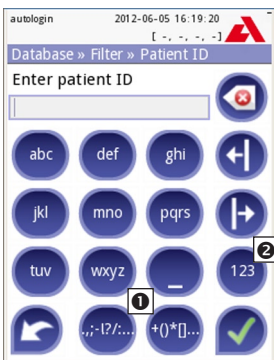 autologin 2012-06-05 16:19:20
[ -, -, -, -]
Database » Filter » Patient ID
Enter patient ID
abc def ghi
jkl mno pqrs
2
tuv wxyz _ 123
1
.,;-!?/:... +()*[]...